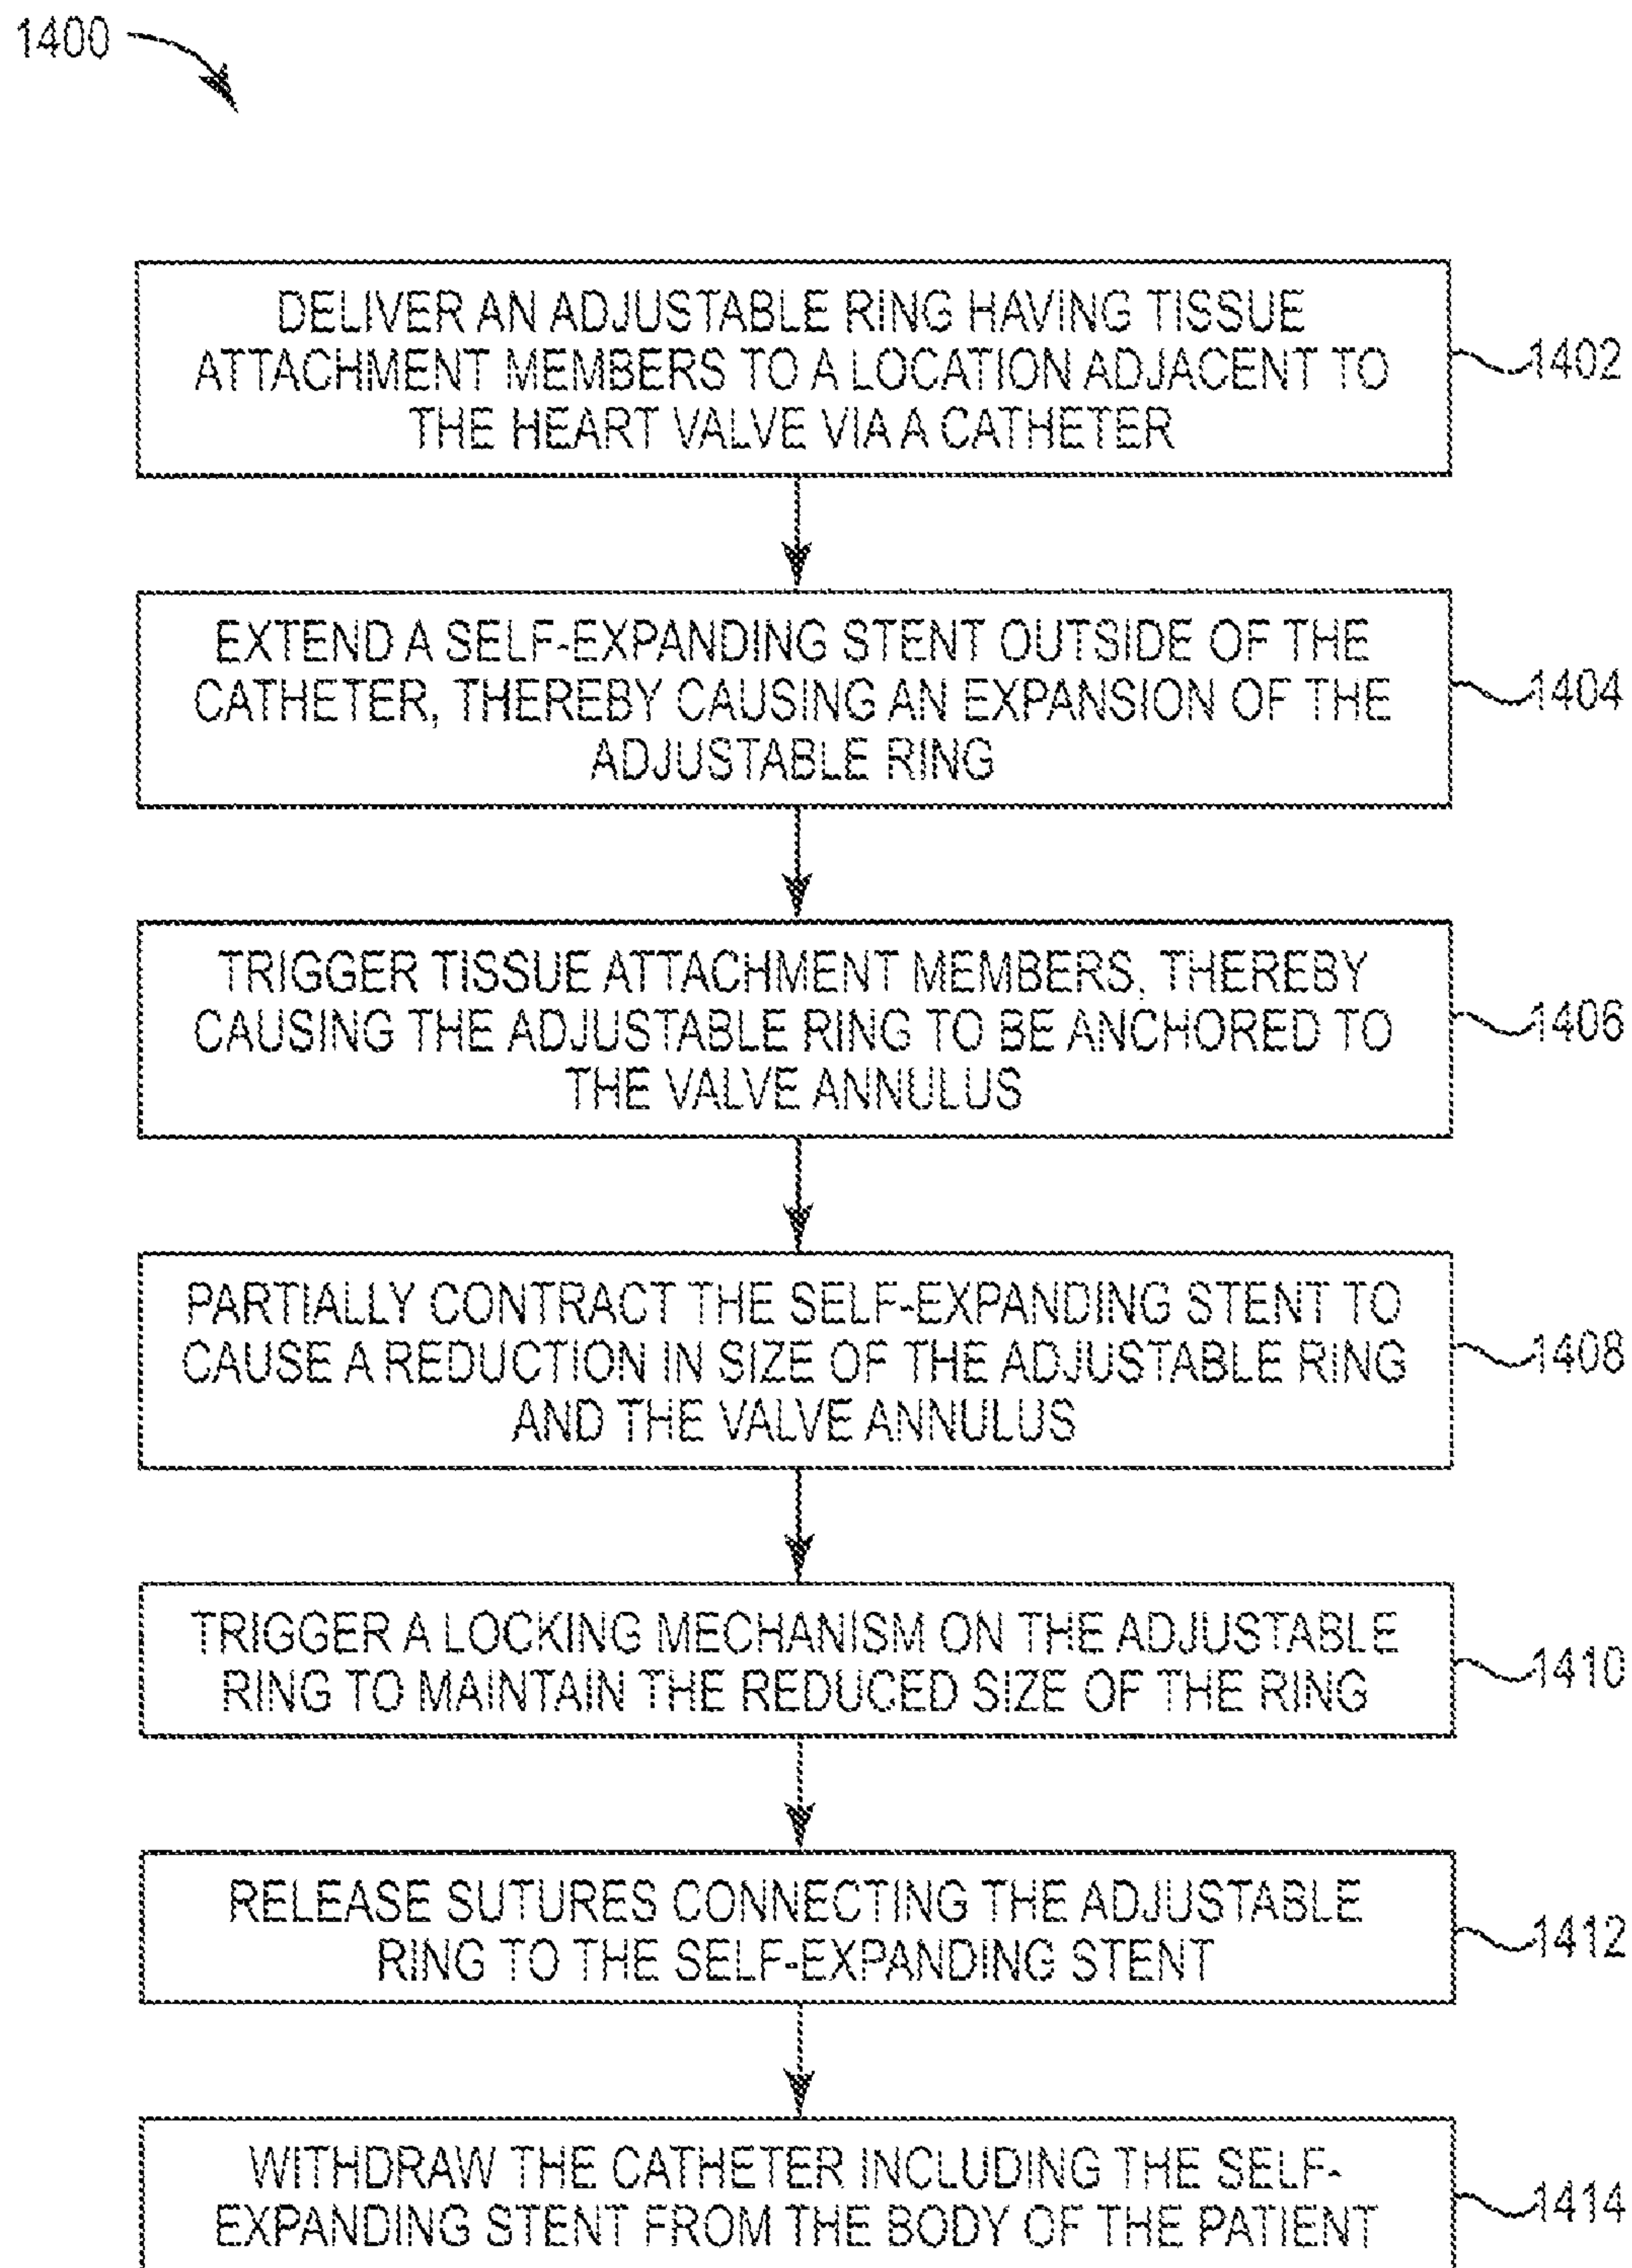 1400
DELIVER AN ADJUSTABLE RING HAVING TISSUE
ATTACHMENT MEMBERS TO A LOCATION ADJACENT TO
THE HEART VALVE VIA A CATHETER
1402
EXTEND A SELF-EXPANDING STENT OUTSIDE OF THE
CATHETER, THEREBY CAUSING AN EXPANSION OF THE
ADJUSTABLE RING
1404
TRIGGER TISSUE ATTACHMENT MEMBERS, THEREBY
CAUSING THE ADJUSTABLE RING TO BE ANCHORED TO
THE VALVE ANNULUS
1406
PARTIALLY CONTRACT THE SELF-EXPANDING STENT TO
CAUSE A REDUCTION IN SIZE OF THE ADJUSTABLE RING
AND THE VALVE ANNULUS
1408
TRIGGER A LOCKING MECHANISM ON THE ADJUSTABLE
RING TO MAINTAIN THE REDUCED SIZE OF THE RING
1410
RELEASE SUTURES CONNECTING THE ADJUSTABLE
RING TO THE SELF-EXPANDING STENT
1412
WITHDRAW THE CATHETER INCLUDING THE SELF-
EXPANDING STENT FROM THE BODY OF THE PATIENT
1414